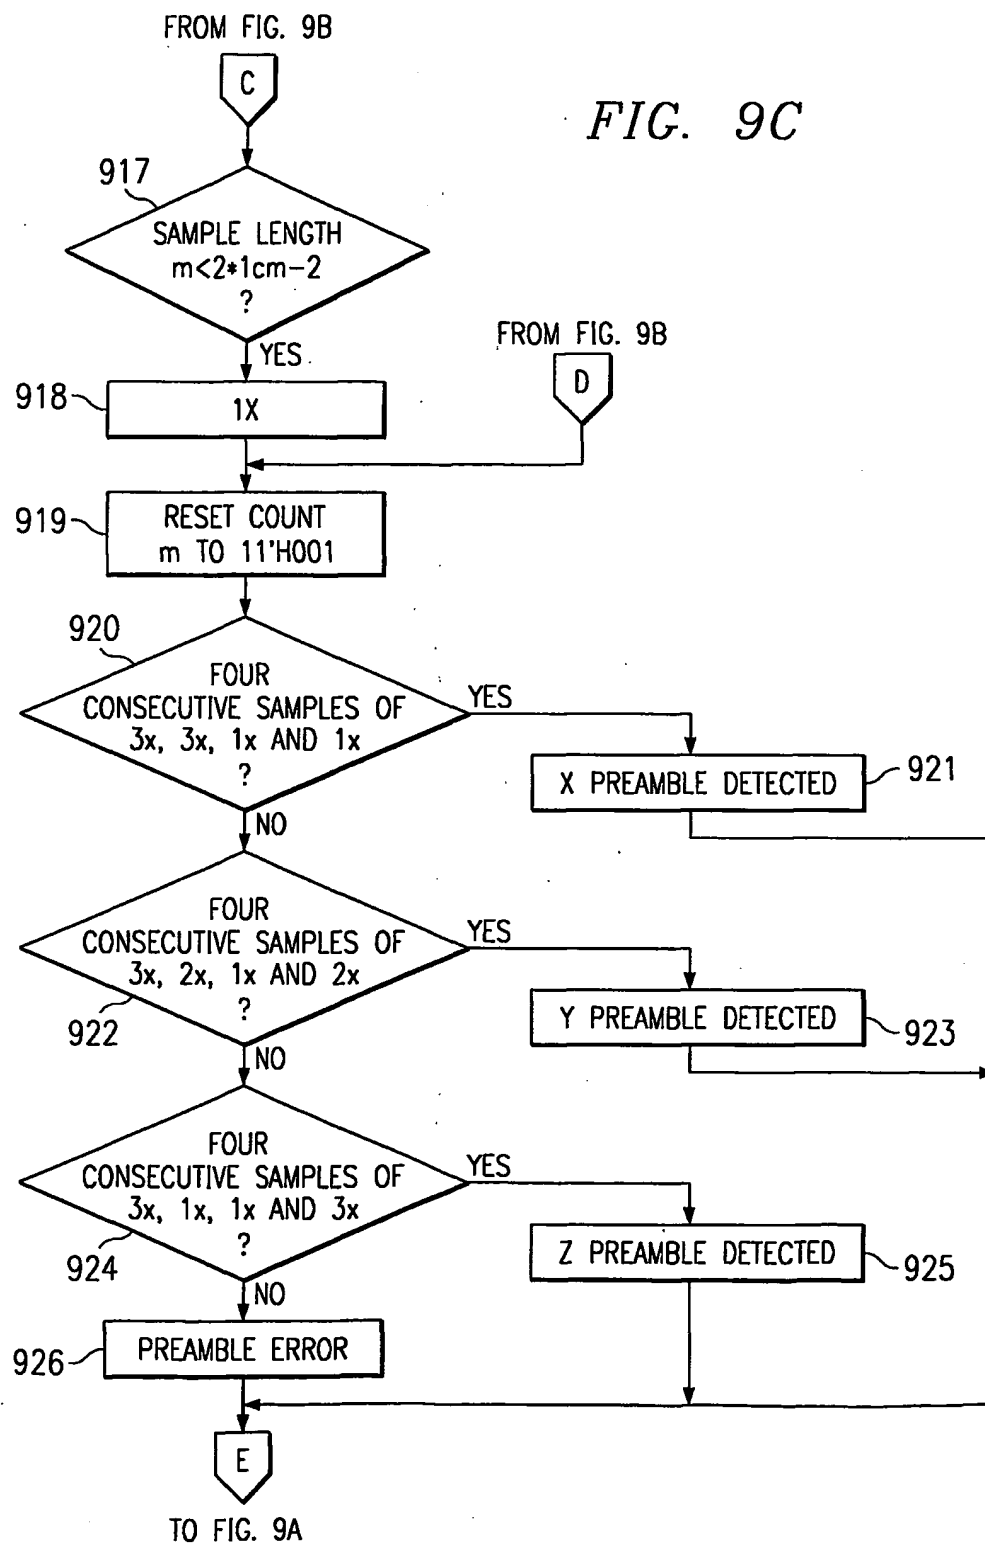 FROM FIG. 9B
C
FIG. 9C
917
SAMPLE LENGTH
m<2*1cm-2
?
YES
FROM FIG. 9B
D
918
1X
919
RESET COUNT
m TO 11'H001
920
FOUR
CONSECUTIVE SAMPLES OF
3x, 3x, 1x AND 1x
?
YES
X PREAMBLE DETECTED
921
NO
FOUR
CONSECUTIVE SAMPLES OF
3x, 2x, 1x AND 2x
?
922
YES
Y PREAMBLE DETECTED
923
NO
FOUR
CONSECUTIVE SAMPLES OF
3x, 1x, 1x AND 3x
?
924
YES
Z PREAMBLE DETECTED
925
NO
926
PREAMBLE ERROR
E
TO FIG. 9A